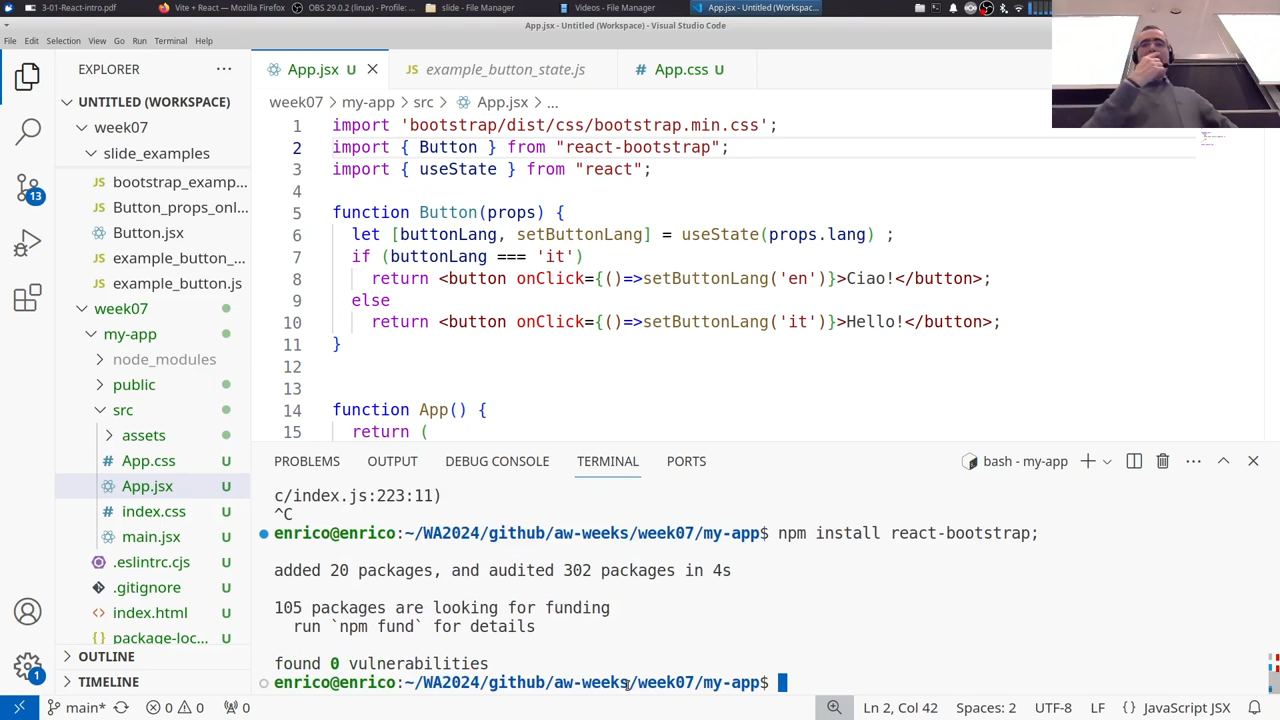 3-01-React-intro.pdf
Vite + React — Mozilla Firefox
OBS 29.0.2 (linux) - Profile: ...
slide - File Manager
Videos - File Manager
App.jsx - Untitled (Workspac...
App.jsx - Untitled (Workspace) - Visual Studio Code
File Edit Selection View Go Run Terminal Help
EXPLORER ...
UNTITLED (WORKSPACE)
week07
slide_examples
JS bootstrap_examp...
JS Button_props_onl...
Button.jsx
JS example_button_...
JS example_button.js
week07
my-app
node_modules
public
src
assets
# App.css U
App.jsx U
# index.css U
main.jsx U
.eslintrc.cjs U
.gitignore U
<> index.html U
{} package-loc... U
OUTLINE
TIMELINE
13
1
App.jsx U
JS example_button_state.js
# App.css U
week07 > my-app > src > App.jsx > ...
1 import 'bootstrap/dist/css/bootstrap.min.css';
2 import { Button } from "react-bootstrap";
3 import { useState } from "react";
4
5 function Button(props) {
6 let [buttonLang, setButtonLang] = useState(props.lang) ;
7 if (buttonLang === 'it')
8 return <button onClick={()=>setButtonLang('en')}>Ciao!</button>;
9 else
10 return <button onClick={()=>setButtonLang('it')}>Hello!</button>;
11 }
12
13
14 function App() {
15 return (
PROBLEMS OUTPUT DEBUG CONSOLE TERMINAL PORTS
bash - my-app
c/index.js:223:11)
^C
enrico@enrico:~/WA2024/github/aw-weeks/week07/my-app$ npm install react-bootstrap;
added 20 packages, and audited 302 packages in 4s
105 packages are looking for funding
run `npm fund` for details
found 0 vulnerabilities
enrico@enrico:~/WA2024/github/aw-weeks/week07/my-app$
main* 0 0 0
Ln 2, Col 42 Spaces: 2 UTF-8 LF {} JavaScript JSX